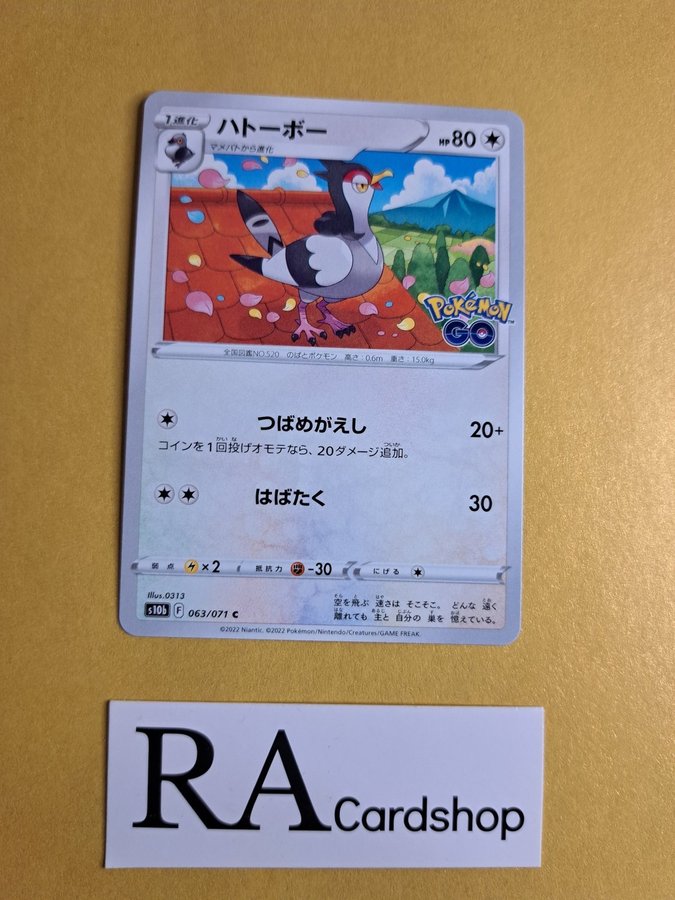 1進化
ハトーボー
HP80
マメパトから進化
Pokémon
GO
全国図鑑NO.520 のばとポケモン 高さ:0.6m 重さ:15.0kg
つばめがえし 20+
コインを1回投げオモテなら、20ダメージ追加。
はばたく 30
弱点 ×2 抵抗力 -30 にげる
Illus.0313
s10b F 063/071 C
空を飛ぶ 速さは そこそこ。どんな 遠く
離れても 主と 自分の 巣を 憶えている。
©2022 Niantic. ©2022 Pokémon/Nintendo/Creatures/GAME FREAK
RA Cardshop